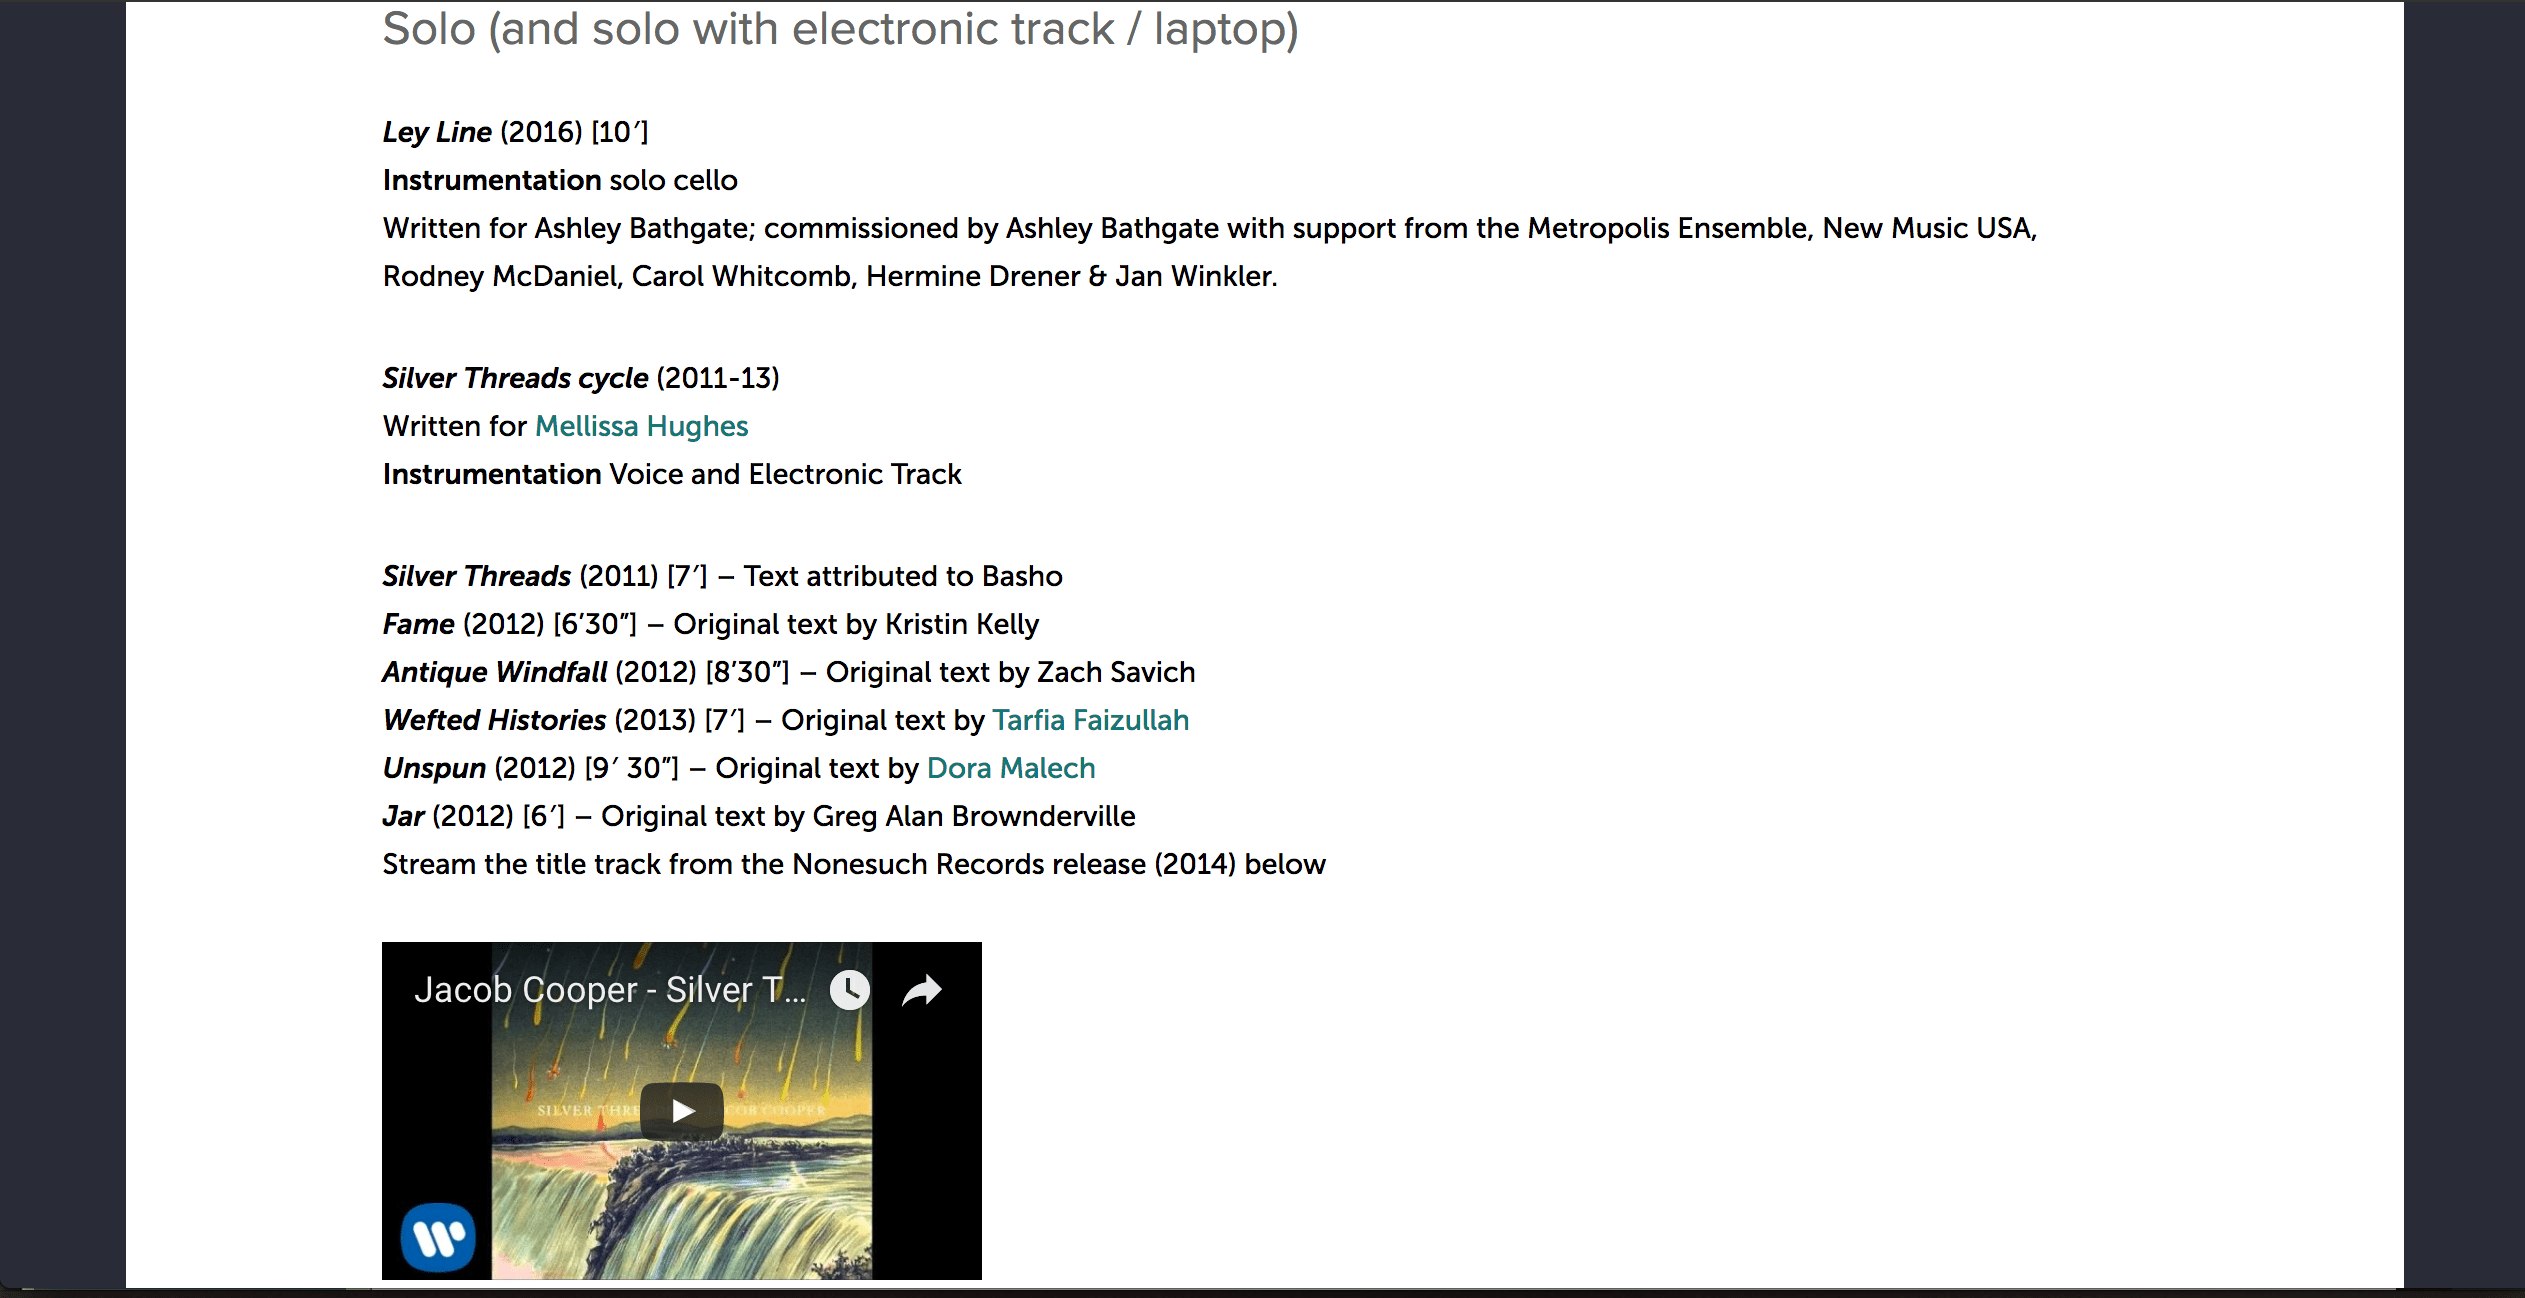 Solo (and solo with electronic track / laptop)
Ley Line (2016) [10′]
Instrumentation solo cello
Written for Ashley Bathgate; commissioned by Ashley Bathgate with support from the Metropolis Ensemble, New Music USA,
Rodney McDaniel, Carol Whitcomb, Hermine Drener & Jan Winkler.
Silver Threads cycle (2011-13)
Written for Mellissa Hughes
Instrumentation Voice and Electronic Track
Silver Threads (2011) [7′] – Text attributed to Basho
Fame (2012) [6’30”] – Original text by Kristin Kelly
Antique Windfall (2012) [8’30”] – Original text by Zach Savich
Wefted Histories (2013) [7′] – Original text by Tarfia Faizullah
Unspun (2012) [9′ 30”] – Original text by Dora Malech
Jar (2012) [6′] – Original text by Greg Alan Brownderville
Stream the title track from the Nonesuch Records release (2014) below
Jacob Cooper - Silver T...
SILVER COOPER